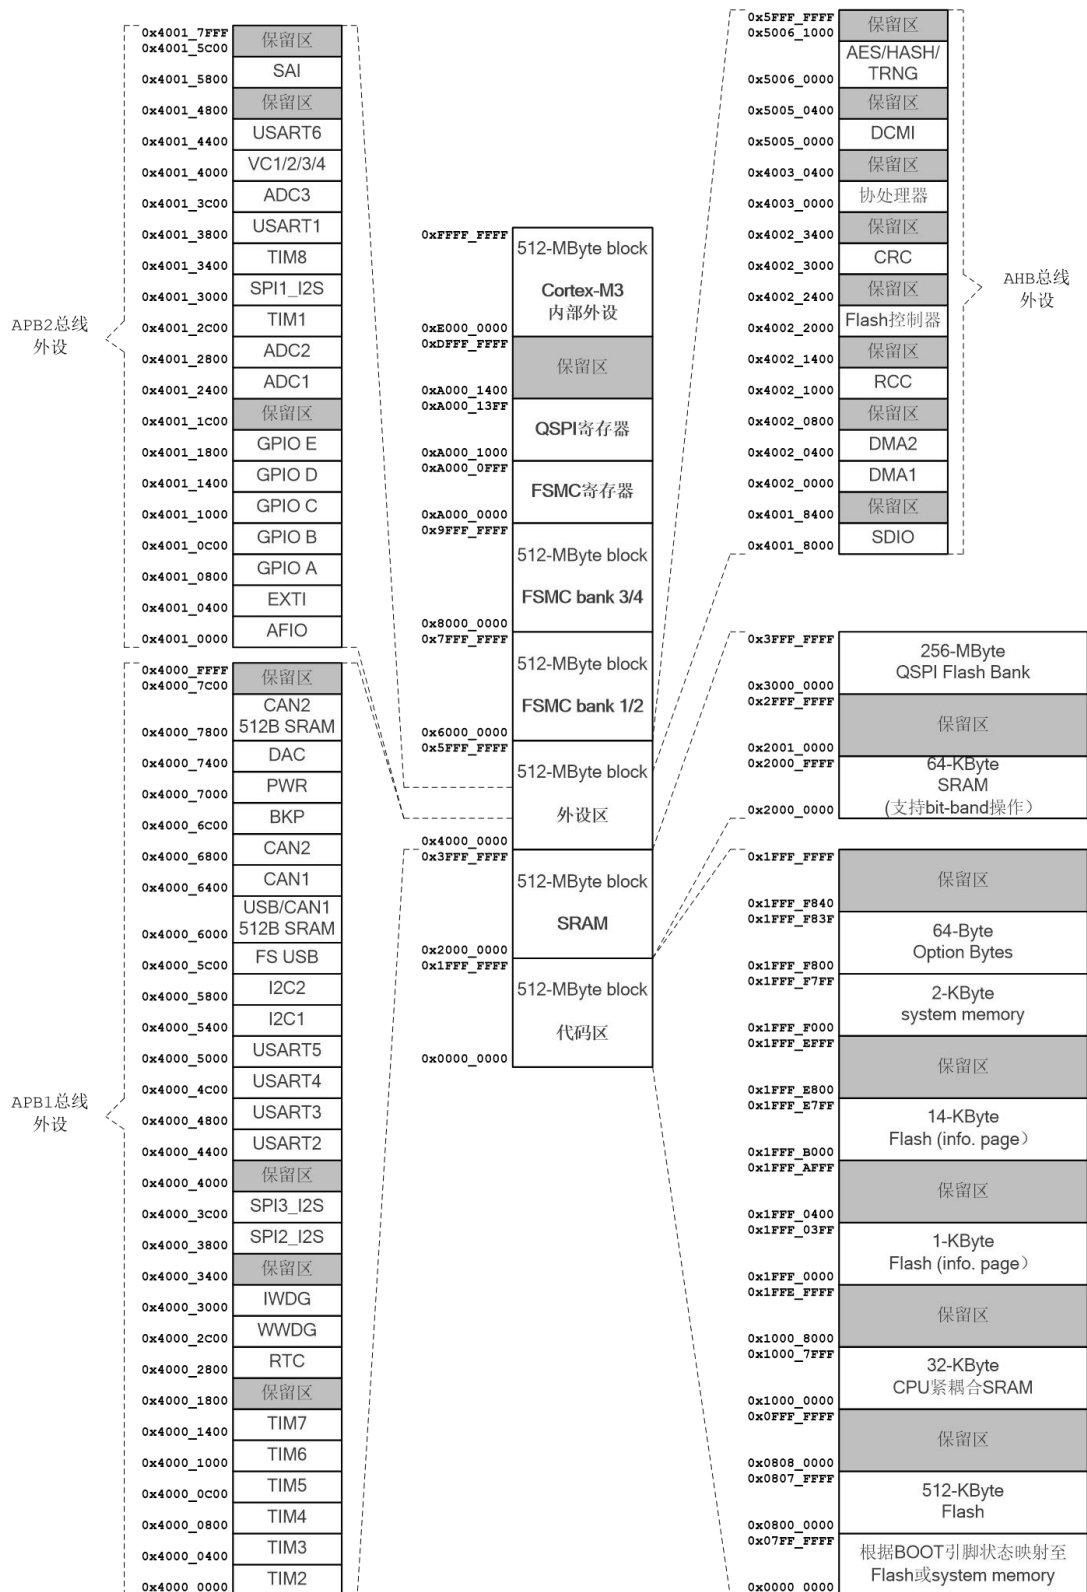 0x4001_7FFF
保留区
0x4001_5C00
SAI
0x4001_5800
保留区
0x4001_4800
USART6
0x4001_4400
VC1/2/3/4
0x4001_4000
ADC3
0x4001_3C00
USART1
0x4001_3800
TIM8
0x4001_3400
SPI1_I2S
0x4001_3000
TIM1
0x4001_2C00
ADC2
0x4001_2800
ADC1
0x4001_2400
保留区
0x4001_1C00
GPIO E
0x4001_1800
GPIO D
0x4001_1400
GPIO C
0x4001_1000
GPIO B
0x4001_0C00
GPIO A
0x4001_0800
EXTI
0x4001_0400
AFIO
0x4001_0000
APB2总线
外设
0x4000_FFFF
保留区
0x4000_7C00
CAN2
512B SRAM
0x4000_7800
DAC
0x4000_7400
PWR
0x4000_7000
BKP
0x4000_6C00
CAN2
0x4000_6800
CAN1
0x4000_6400
USB/CAN1
512B SRAM
0x4000_6000
FS USB
0x4000_5C00
I2C2
0x4000_5800
I2C1
0x4000_5400
USART5
0x4000_5000
USART4
0x4000_4C00
USART3
0x4000_4800
USART2
0x4000_4400
保留区
0x4000_4000
SPI3_I2S
0x4000_3C00
SPI2_I2S
0x4000_3800
保留区
0x4000_3400
IWDG
0x4000_3000
WWDG
0x4000_2C00
RTC
0x4000_2800
保留区
0x4000_1800
TIM7
0x4000_1400
TIM6
0x4000_1000
TIM5
0x4000_0C00
TIM4
0x4000_0800
TIM3
0x4000_0400
TIM2
0x4000_0000
APB1总线
外设
0xFFFF_FFFF
512-MByte block
Cortex-M3
内部外设
0xE000_0000
0xDFFF_FFFF
保留区
0xA000_1400
0xA000_13FF
QSPI寄存器
0xA000_1000
0xA000_0FFF
FSMC寄存器
0xA000_0000
0x9FFF_FFFF
512-MByte block
FSMC bank 3/4
0x8000_0000
0x7FFF_FFFF
512-MByte block
FSMC bank 1/2
0x6000_0000
0x5FFF_FFFF
512-MByte block
外设区
0x4000_0000
0x3FFF_FFFF
512-MByte block
SRAM
0x2000_0000
0x1FFF_FFFF
512-MByte block
代码区
0x0000_0000
0x5FFF_FFFF
保留区
0x5006_1000
AES/HASH/
TRNG
0x5006_0000
保留区
0x5005_0400
DCMI
0x5005_0000
保留区
0x4003_0400
协处理器
0x4003_0000
保留区
0x4002_3400
CRC
0x4002_3000
保留区
0x4002_2400
Flash控制器
0x4002_2000
保留区
0x4002_1400
RCC
0x4002_1000
保留区
0x4002_0800
DMA2
0x4002_0400
DMA1
0x4002_0000
保留区
0x4001_8400
SDIO
0x4001_8000
AHB总线
外设
0x3FFF_FFFF
256-MByte
QSPI Flash Bank
0x3000_0000
0x2FFF_FFFF
保留区
0x2001_0000
0x2000_FFFF
64-KByte
SRAM
(支持bit-band操作）
0x2000_0000
0x1FFF_FFFF
保留区
0x1FFF_F840
0x1FFF_F83F
64-Byte
Option Bytes
0x1FFF_F800
0x1FFF_F7FF
2-KByte
system memory
0x1FFF_F000
0x1FFF_EFFF
保留区
0x1FFF_E800
0x1FFF_E7FF
14-KByte
Flash (info. page）
0x1FFF_B000
0x1FFF_AFFF
保留区
0x1FFF_0400
0x1FFF_03FF
1-KByte
Flash (info. page）
0x1FFF_0000
0x1FFE_FFFF
保留区
0x1000_8000
0x1000_7FFF
32-KByte
CPU紧耦合SRAM
0x1000_0000
0x0FFF_FFFF
保留区
0x0808_0000
0x0807_FFFF
512-KByte
Flash
0x0800_0000
0x07FF_FFFF
根据BOOT引脚状态映射至
Flash或system memory
0x0000_0000